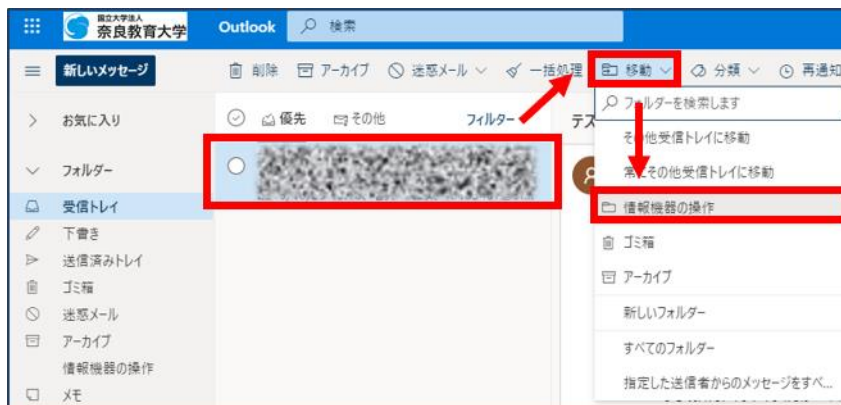 国立大学法人
奈良教育大学
Outlook
検索
新しいメッセージ
削除 アーカイブ 迷惑メール 一括処理 移動 分類 再通知
お気に入り
フォルダー
受信トレイ
下書き
送信済みトレイ
ゴミ箱
迷惑メール
アーカイブ
情報機器の操作
メモ
優先 その他 フィルター
テス
フォルダーを検索します
その他受信トレイに移動
常にその他受信トレイに移動
情報機器の操作
ゴミ箱
アーカイブ
新しいフォルダー
すべてのフォルダー
指定した送信者からのメッセージをすべ...